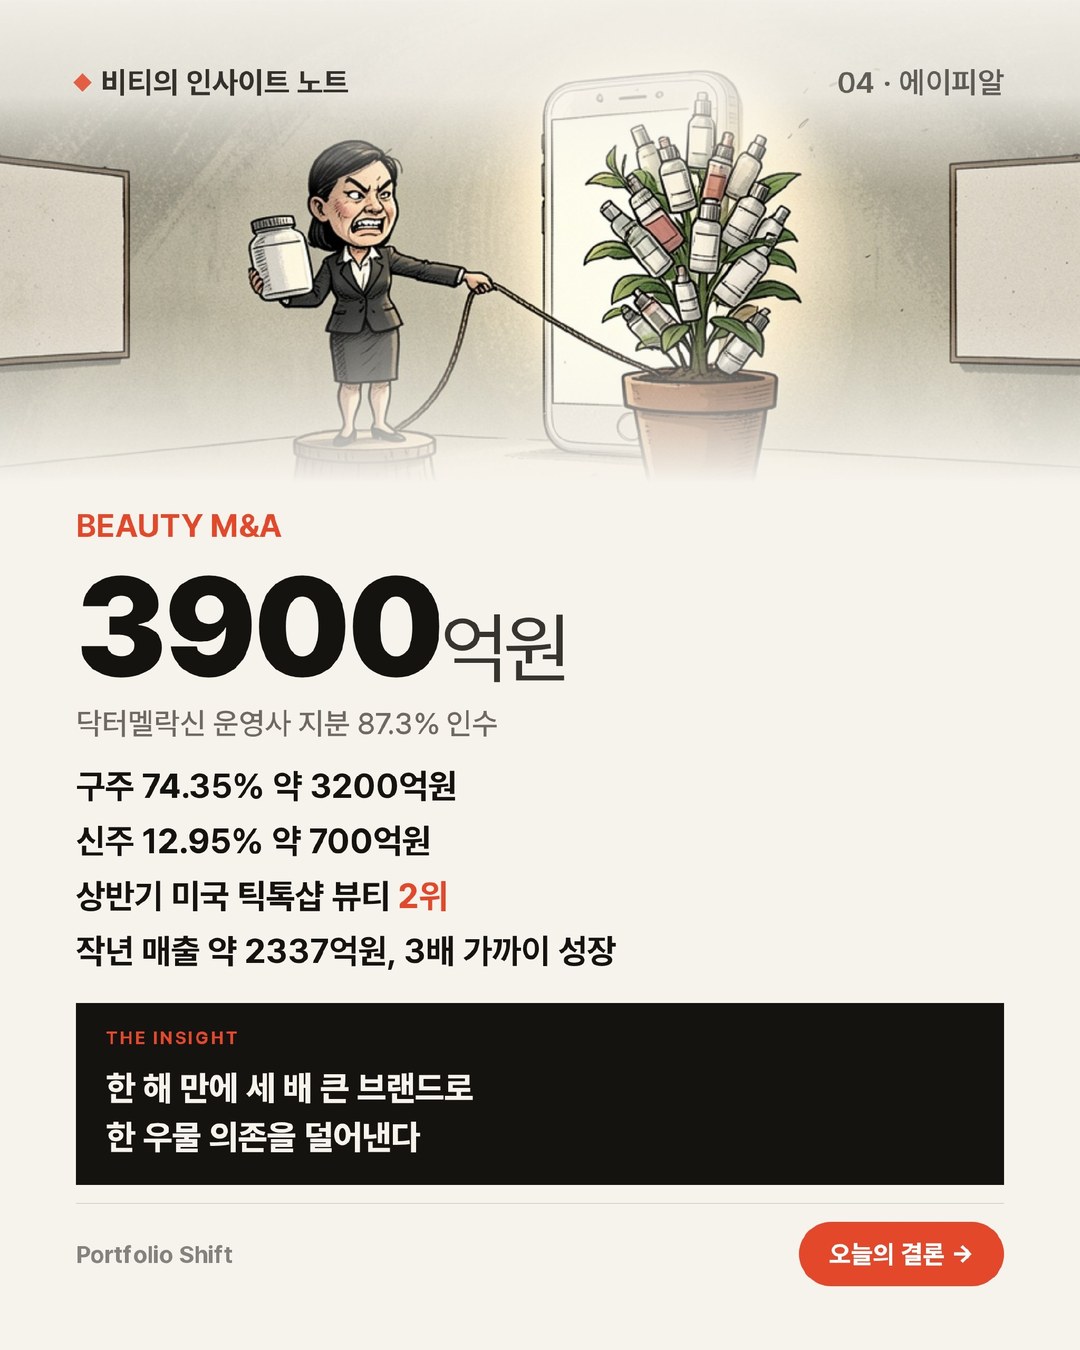 ◆ 비티의 인사이트 노트
04 · 에이피알
BEAUTY M&A
3900억원
닥터멜락신 운영사 지분 87.3% 인수
구주 74.35% 약 3200억원
신주 12.95% 약 700억원
상반기 미국 틱톡샵 뷰티 2위
작년 매출 약 2337억원, 3배 가까이 성장
THE INSIGHT
한 해 만에 세 배 큰 브랜드로
한 우물 의존을 덜어낸다
Portfolio Shift
오늘의 결론 →